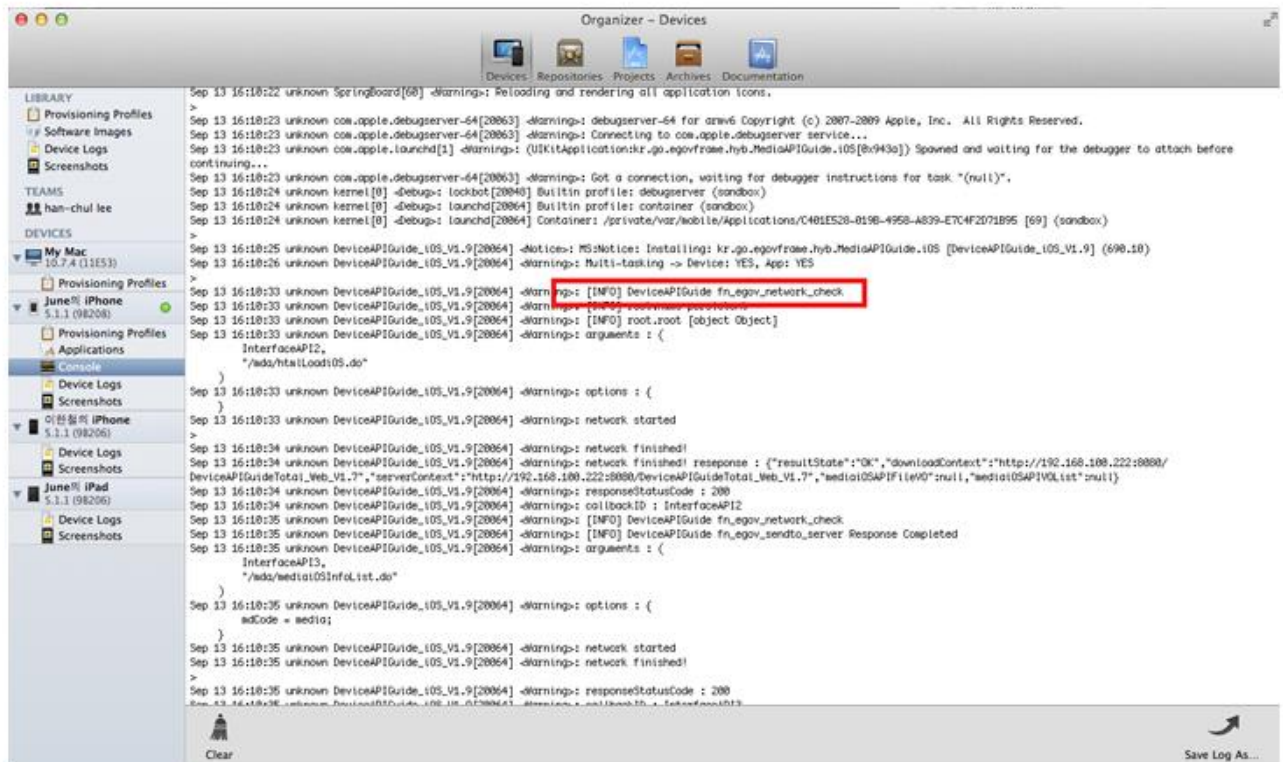 Organizer – Devices
Devices Repositories Projects Archives Documentation
LIBRARY
Provisioning Profiles
Software Images
Device Logs
Screenshots
TEAMS
han-chul lee
DEVICES
My Mac
10.7.4 (11E53)
Provisioning Profiles
June의 iPhone
5.1.1 (9B208)
Provisioning Profiles
Applications
Console
Device Logs
Screenshots
이한철의 iPhone
5.1.1 (9B206)
Device Logs
Screenshots
June의 iPad
5.1.1 (9B206)
Device Logs
Screenshots
Sep 13 16:10:22 unknown SpringBoard[60] <Warning>: Reloading and rendering all application icons.
>
Sep 13 16:10:23 unknown com.apple.debugserver-64[20063] <Warning>: debugserver-64 for armv6 Copyright (c) 2007-2009 Apple, Inc. All Rights Reserved.
Sep 13 16:10:23 unknown com.apple.debugserver-64[20063] <Warning>: Connecting to com.apple.debugserver service...
Sep 13 16:10:23 unknown com.apple.launchd[1] <Warning>: (UIKitApplication:kr.go.egovframe.hyb.MediaAPIGuide.iOS[0x943a]) Spawned and waiting for the debugger to attach before
continuing...
Sep 13 16:10:23 unknown com.apple.debugserver-64[20063] <Warning>: Got a connection, waiting for debugger instructions for task "(null)".
Sep 13 16:10:24 unknown kernel[0] <Debug>: lockbot[20048] Builtin profile: debugserver (sandbox)
Sep 13 16:10:24 unknown kernel[0] <Debug>: launchd[20064] Builtin profile: container (sandbox)
Sep 13 16:10:24 unknown kernel[0] <Debug>: launchd[20064] Container: /private/var/mobile/Applications/C401E528-019B-4958-A839-E7C4F2D71B95 [69] (sandbox)
>
Sep 13 16:10:25 unknown DeviceAPIGuide_iOS_V1.9[20064] <Notice>: MS:Notice: Installing: kr.go.egovframe.hyb.MediaAPIGuide.iOS [DeviceAPIGuide_iOS_V1.9] (690.10)
Sep 13 16:10:26 unknown DeviceAPIGuide_iOS_V1.9[20064] <Warning>: Multi-tasking -> Device: YES, App: YES
>
Sep 13 16:10:33 unknown DeviceAPIGuide_iOS_V1.9[20064] <Warning>: [INFO] DeviceAPIGuide fn_egov_network_check
Sep 13 16:10:33 unknown DeviceAPIGuide_iOS_V1.9[20064] <Warning>: [INFO]
Sep 13 16:10:33 unknown DeviceAPIGuide_iOS_V1.9[20064] <Warning>: [INFO] root.root [object Object]
Sep 13 16:10:33 unknown DeviceAPIGuide_iOS_V1.9[20064] <Warning>: arguments : (
InterfaceAPI2,
"/mda/htmlLoadiOS.do"
)
Sep 13 16:10:33 unknown DeviceAPIGuide_iOS_V1.9[20064] <Warning>: options : {
}
Sep 13 16:10:33 unknown DeviceAPIGuide_iOS_V1.9[20064] <Warning>: network started
>
Sep 13 16:10:34 unknown DeviceAPIGuide_iOS_V1.9[20064] <Warning>: network finished!
Sep 13 16:10:34 unknown DeviceAPIGuide_iOS_V1.9[20064] <Warning>: network finished! reseponse : {"resultState":"OK","downloadContext":"http://192.168.100.222:8080/
DeviceAPIGuideTotal_Web_V1.7","serverContext":"http://192.168.100.222:8080/DeviceAPIGuideTotal_Web_V1.7","mediaiOSAPIFileVO":null,"mediaiOSAPIVOList":null}
Sep 13 16:10:34 unknown DeviceAPIGuide_iOS_V1.9[20064] <Warning>: responseStatusCode : 200
Sep 13 16:10:34 unknown DeviceAPIGuide_iOS_V1.9[20064] <Warning>: callbackID : InterfaceAPI2
Sep 13 16:10:35 unknown DeviceAPIGuide_iOS_V1.9[20064] <Warning>: [INFO] DeviceAPIGuide fn_egov_network_check
Sep 13 16:10:35 unknown DeviceAPIGuide_iOS_V1.9[20064] <Warning>: [INFO] DeviceAPIGuide fn_egov_sendto_server Response Completed
Sep 13 16:10:35 unknown DeviceAPIGuide_iOS_V1.9[20064] <Warning>: arguments : (
InterfaceAPI3,
"/mda/mediaiOSInfoList.do"
)
Sep 13 16:10:35 unknown DeviceAPIGuide_iOS_V1.9[20064] <Warning>: options : {
mdCode = media;
}
Sep 13 16:10:35 unknown DeviceAPIGuide_iOS_V1.9[20064] <Warning>: network started
Sep 13 16:10:35 unknown DeviceAPIGuide_iOS_V1.9[20064] <Warning>: network finished!
>
Sep 13 16:10:35 unknown DeviceAPIGuide_iOS_V1.9[20064] <Warning>: responseStatusCode : 200
Sep 13 16:10:35 unknown DeviceAPIGuide_iOS_V1.9[20064] <Warning>: callbackID : InterfaceAPI3
Clear
Save Log As...